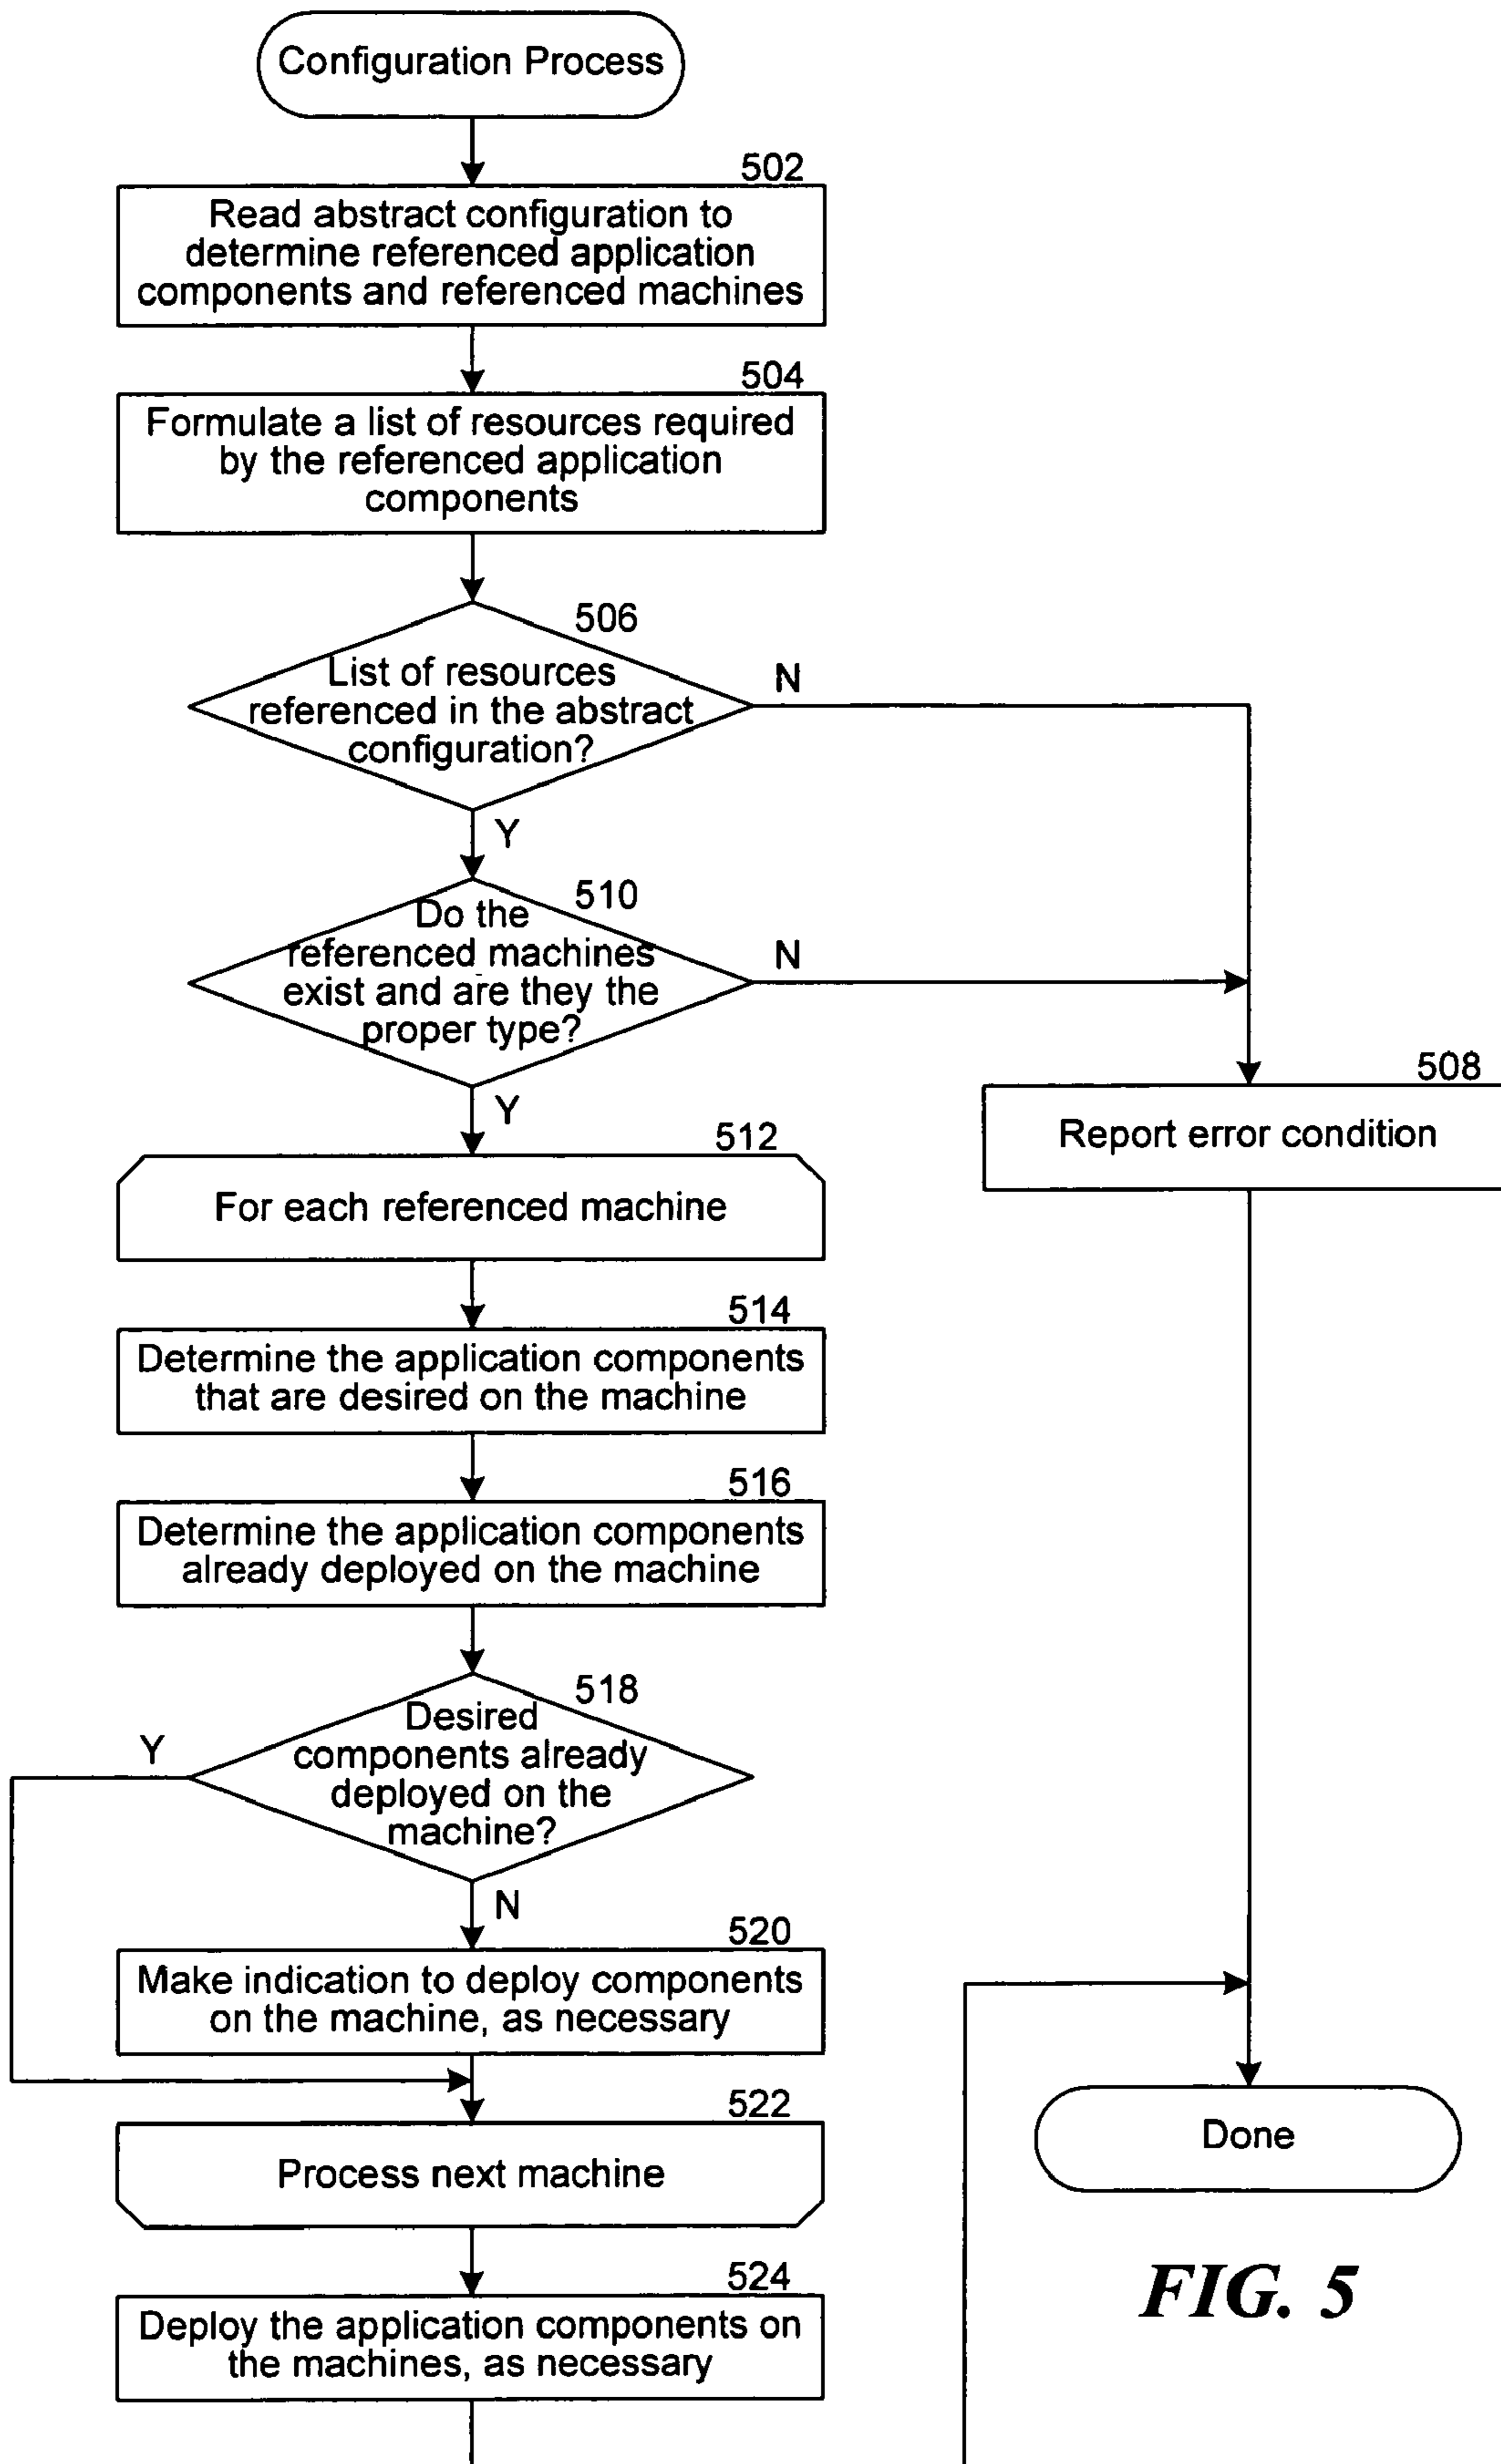 Configuration Process
502
Read abstract configuration to
determine referenced application
components and referenced machines
504
Formulate a list of resources required
by the referenced application
components
506
List of resources
referenced in the abstract
configuration?
N
Y
510
Do the
referenced machines
exist and are they the
proper type?
N
Y
508
Report error condition
512
For each referenced machine
514
Determine the application components
that are desired on the machine
516
Determine the application components
already deployed on the machine
518
Desired
components already
deployed on the
machine?
Y
N
520
Make indication to deploy components
on the machine, as necessary
522
Process next machine
Done
524
Deploy the application components on
the machines, as necessary
FIG. 5